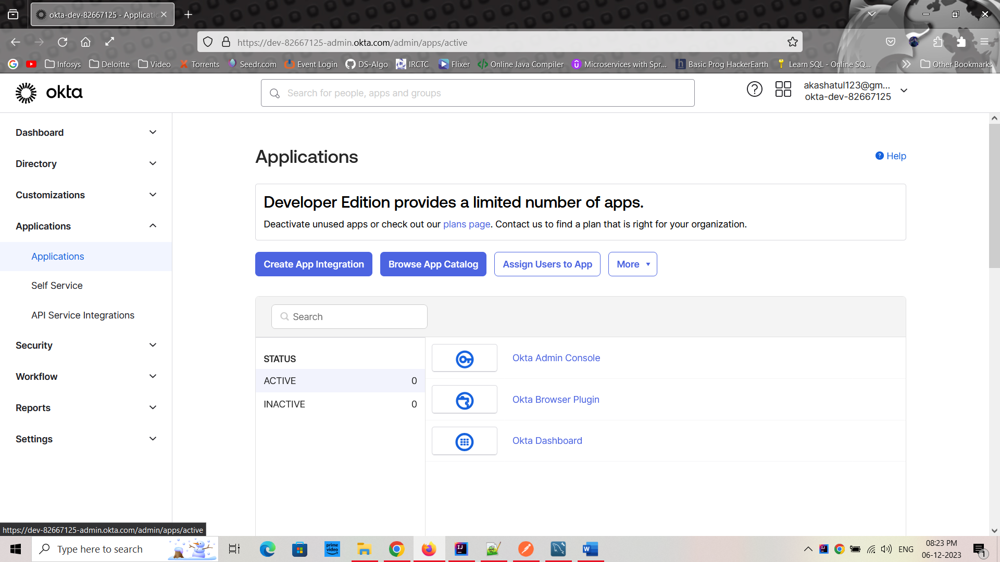 okta-dev-82667125 - Applicatio
https://dev-82667125-admin.okta.com/admin/apps/active
Infosys
Deloitte
Video
Torrents
Seedr.com
Event Login
DS-Algo
IRCTC
Flixer
Online Java Compiler
Microservices with Spr...
Basic Prog HackerEarth
Learn SQL - Online SQ...
Other Bookmarks
okta
Search for people, apps and groups
akashatul123@gm...
okta-dev-82667125
Dashboard
Directory
Customizations
Applications
Applications
Self Service
API Service Integrations
Security
Workflow
Reports
Settings
Applications
Help
Developer Edition provides a limited number of apps.
Deactivate unused apps or check out our plans page. Contact us to find a plan that is right for your organization.
Create App Integration
Browse App Catalog
Assign Users to App
More
Search
STATUS
ACTIVE 0
INACTIVE 0
Okta Admin Console
Okta Browser Plugin
Okta Dashboard
https://dev-82667125-admin.okta.com/admin/apps/active
Type here to search
prime video
ENG
08:23 PM
06-12-2023
1